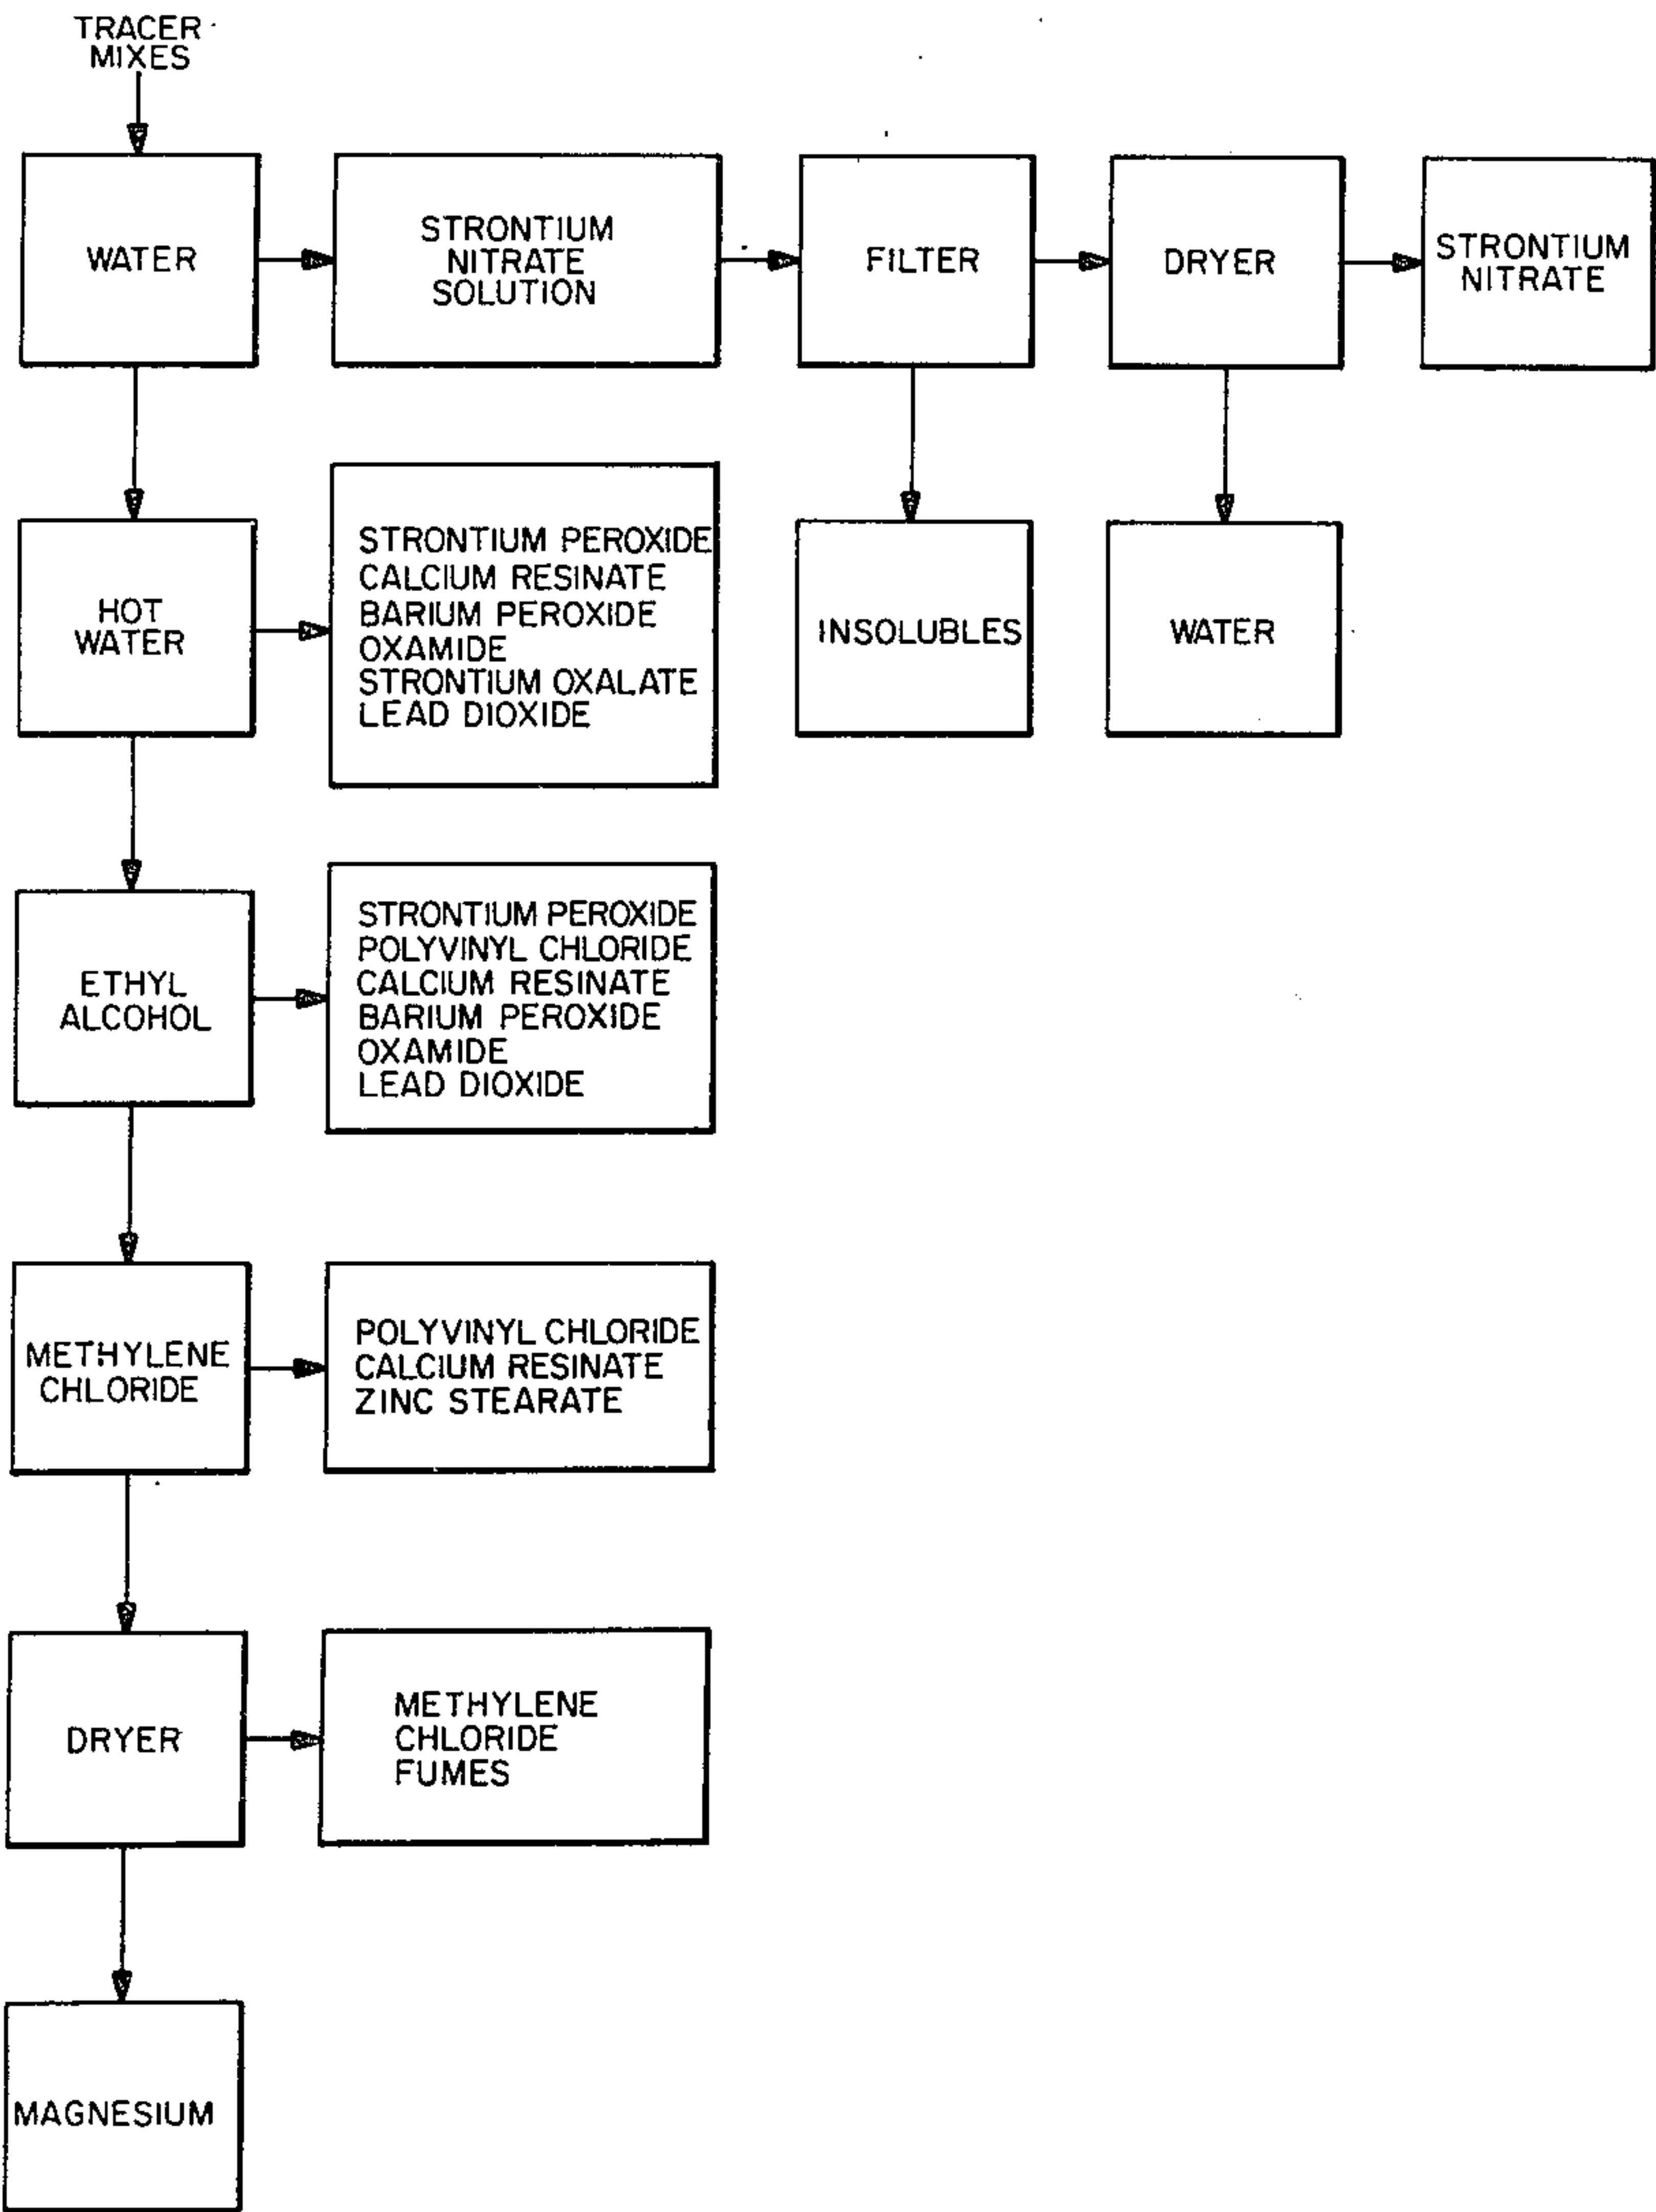 TRACER
MIXES
WATER
STRONTIUM
NITRATE
SOLUTION
FILTER
DRYER
STRONTIUM
NITRATE
HOT
WATER
STRONTIUM PEROXIDE
CALCIUM RESINATE
BARIUM PEROXIDE
OXAMIDE
STRONTIUM OXALATE
LEAD DIOXIDE
INSOLUBLES
WATER
ETHYL
ALCOHOL
STRONTIUM PEROXIDE
POLYVINYL CHLORIDE
CALCIUM RESINATE
BARIUM PEROXIDE
OXAMIDE
LEAD DIOXIDE
METHYLENE
CHLORIDE
POLYVINYL CHLORIDE
CALCIUM RESINATE
ZINC STEARATE
DRYER
METHYLENE
CHLORIDE
FUMES
MAGNESIUM